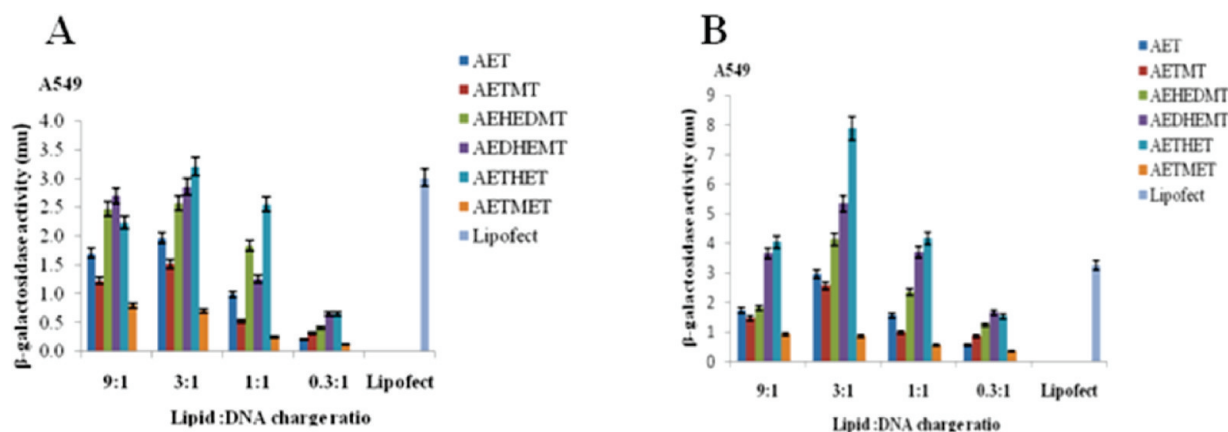 A
A549
β-galactosidase activity (mu)
4.0
3.5
3.0
2.5
2.0
1.5
1.0
0.5
0.0
9:1
3:1
1:1
0.3:1
Lipofect
Lipid :DNA charge ratio
AET
AETMT
AEHEDMT
AEDHEMT
AETHET
AETMET
Lipofect
B
A549
β-galactosidase activity (mu)
9
8
7
6
5
4
3
2
1
0
9:1
3:1
1:1
0.3:1
Lipofect
Lipid :DNA charge ratio
AET
AETMT
AEHEDMT
AEDHEMT
AETHET
AETMET
Lipofect